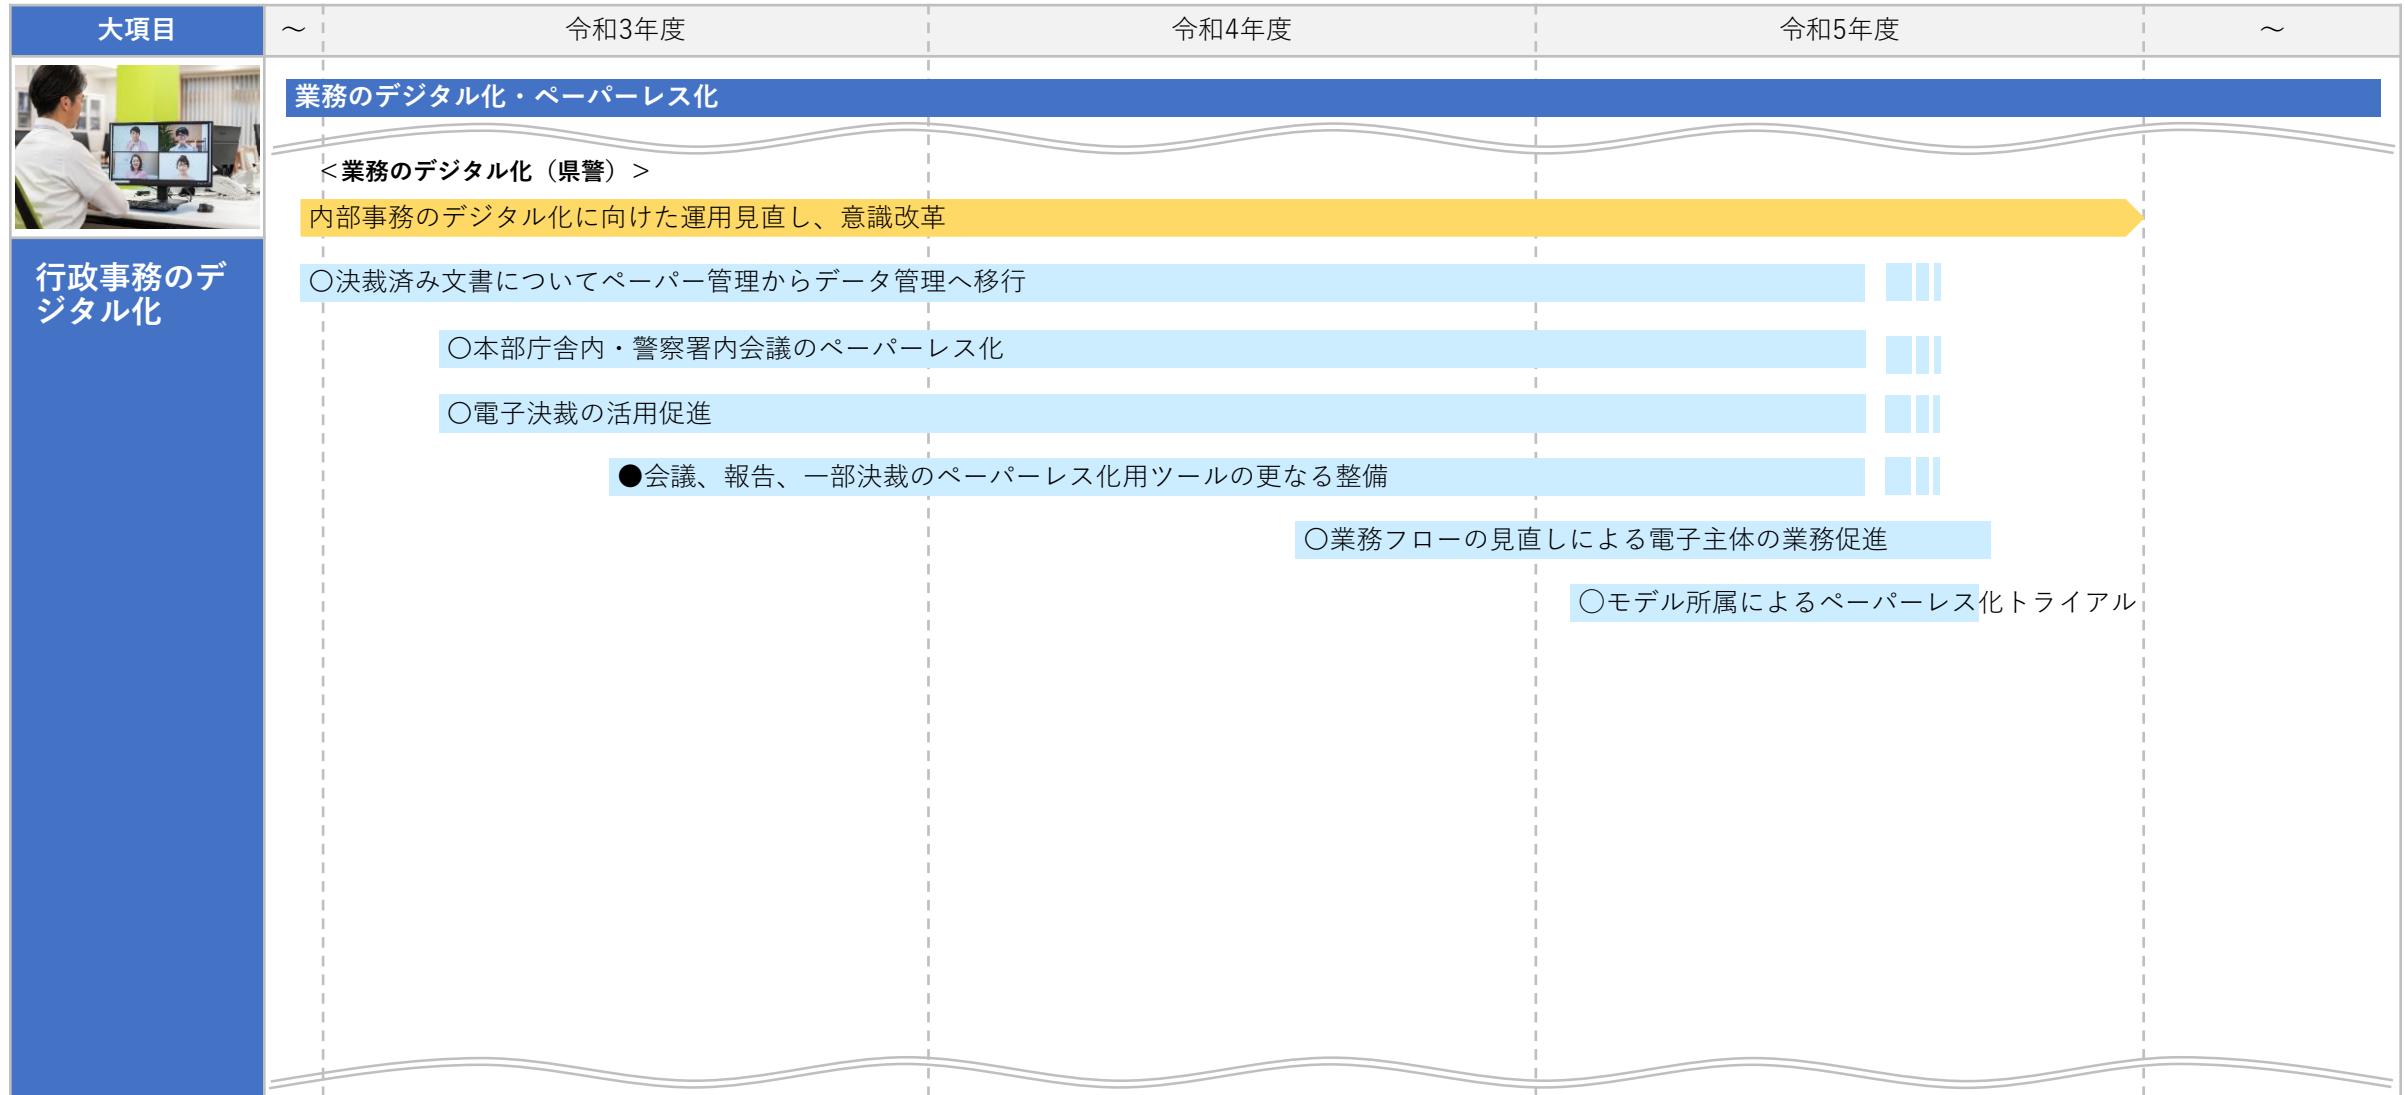 大項目
～
令和3年度
令和4年度
令和5年度
～
業務のデジタル化・ペーパーレス化
＜業務のデジタル化（県警）＞
内部事務のデジタル化に向けた運用見直し、意識改革
行政事務のデ
ジタル化
〇決裁済み文書についてペーパー管理からデータ管理へ移行
〇本部庁舎内・警察署内会議のペーパーレス化
〇電子決裁の活用促進
●会議、報告、一部決裁のペーパーレス化用ツールの更なる整備
〇業務フローの見直しによる電子主体の業務促進
〇モデル所属によるペーパーレス化トライアル